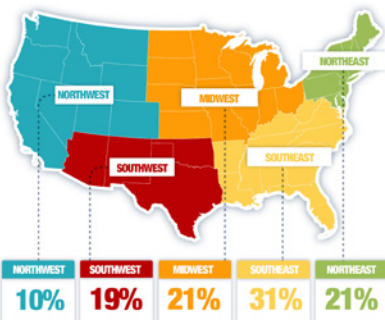 NORTHEAST
NORTHWEST
MIDWEST
SOUTHEAST
SOUTHWEST
NORTHWEST SOUTHWEST MIDWEST SOUTHEAST NORTHEAST
10% 19% 21% 31% 21%